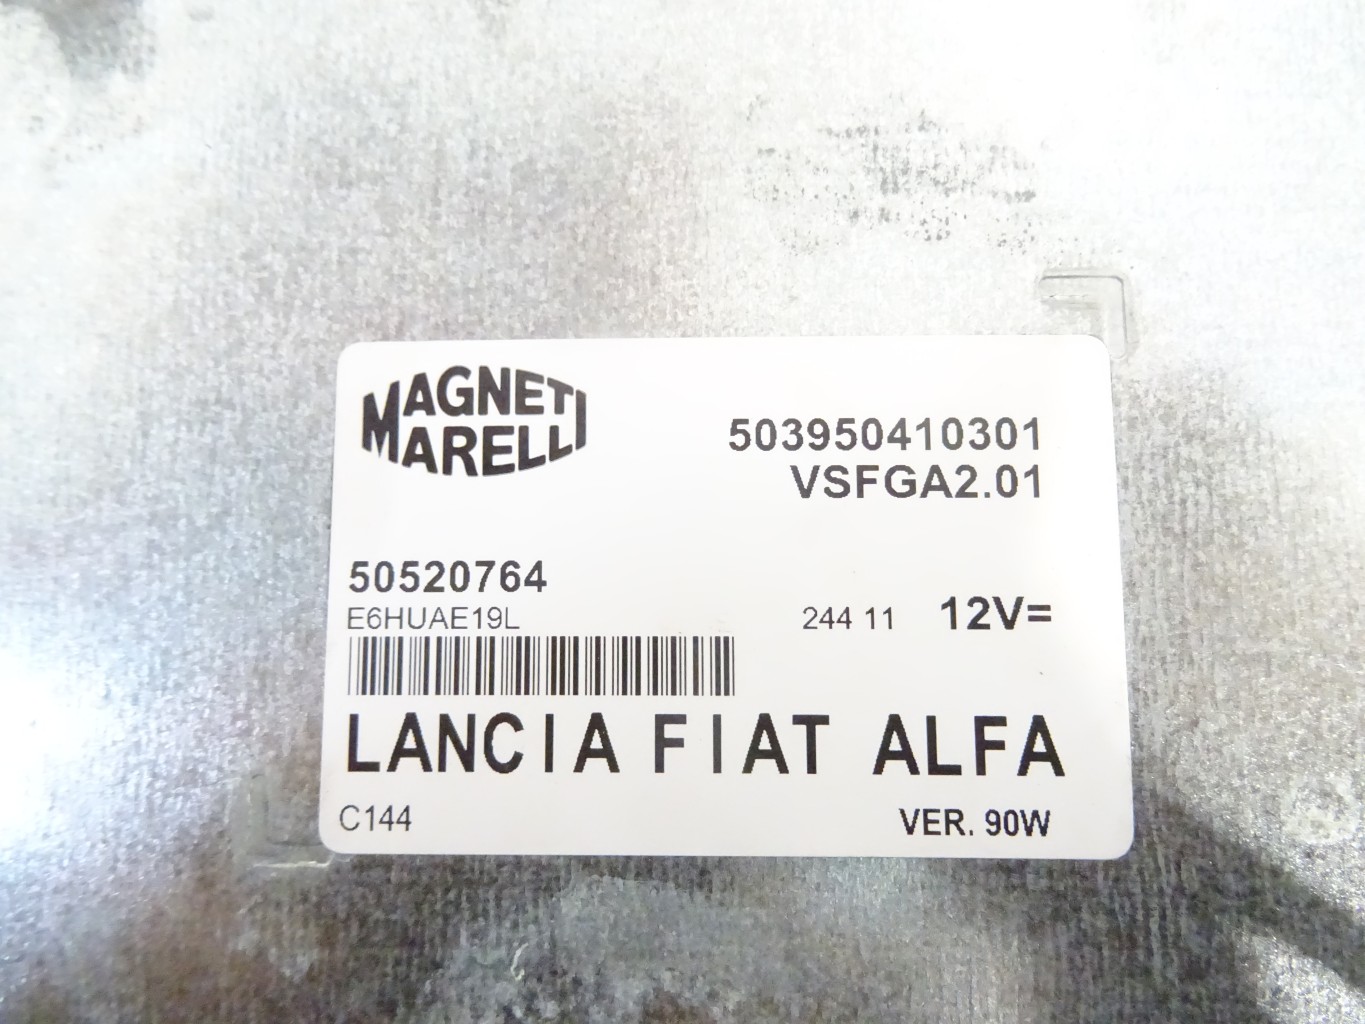 MAGNETI
MARELLI
503950410301
VSFGA2.01
50520764
E6HUAE19L
244 11 12V=
LANCIA FIAT ALFA
C144
VER. 90W